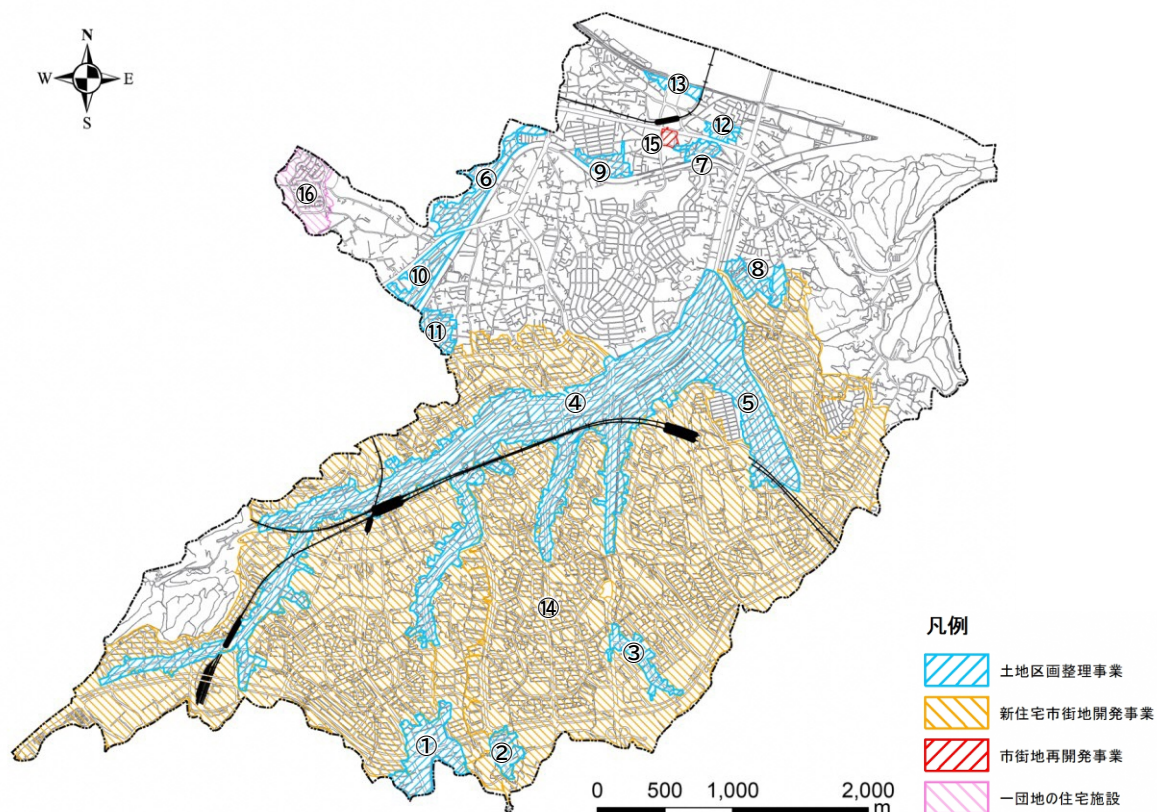 N
W E
S
⑬
⑫
⑮
⑦
⑨
⑥
⑯
⑩
⑧
⑪
④
⑤
⑭
③
①
②
凡例
土地区画整理事業
新住宅市街地開発事業
市街地再開発事業
一団地の住宅施設
0 500 1,000 2,000
m